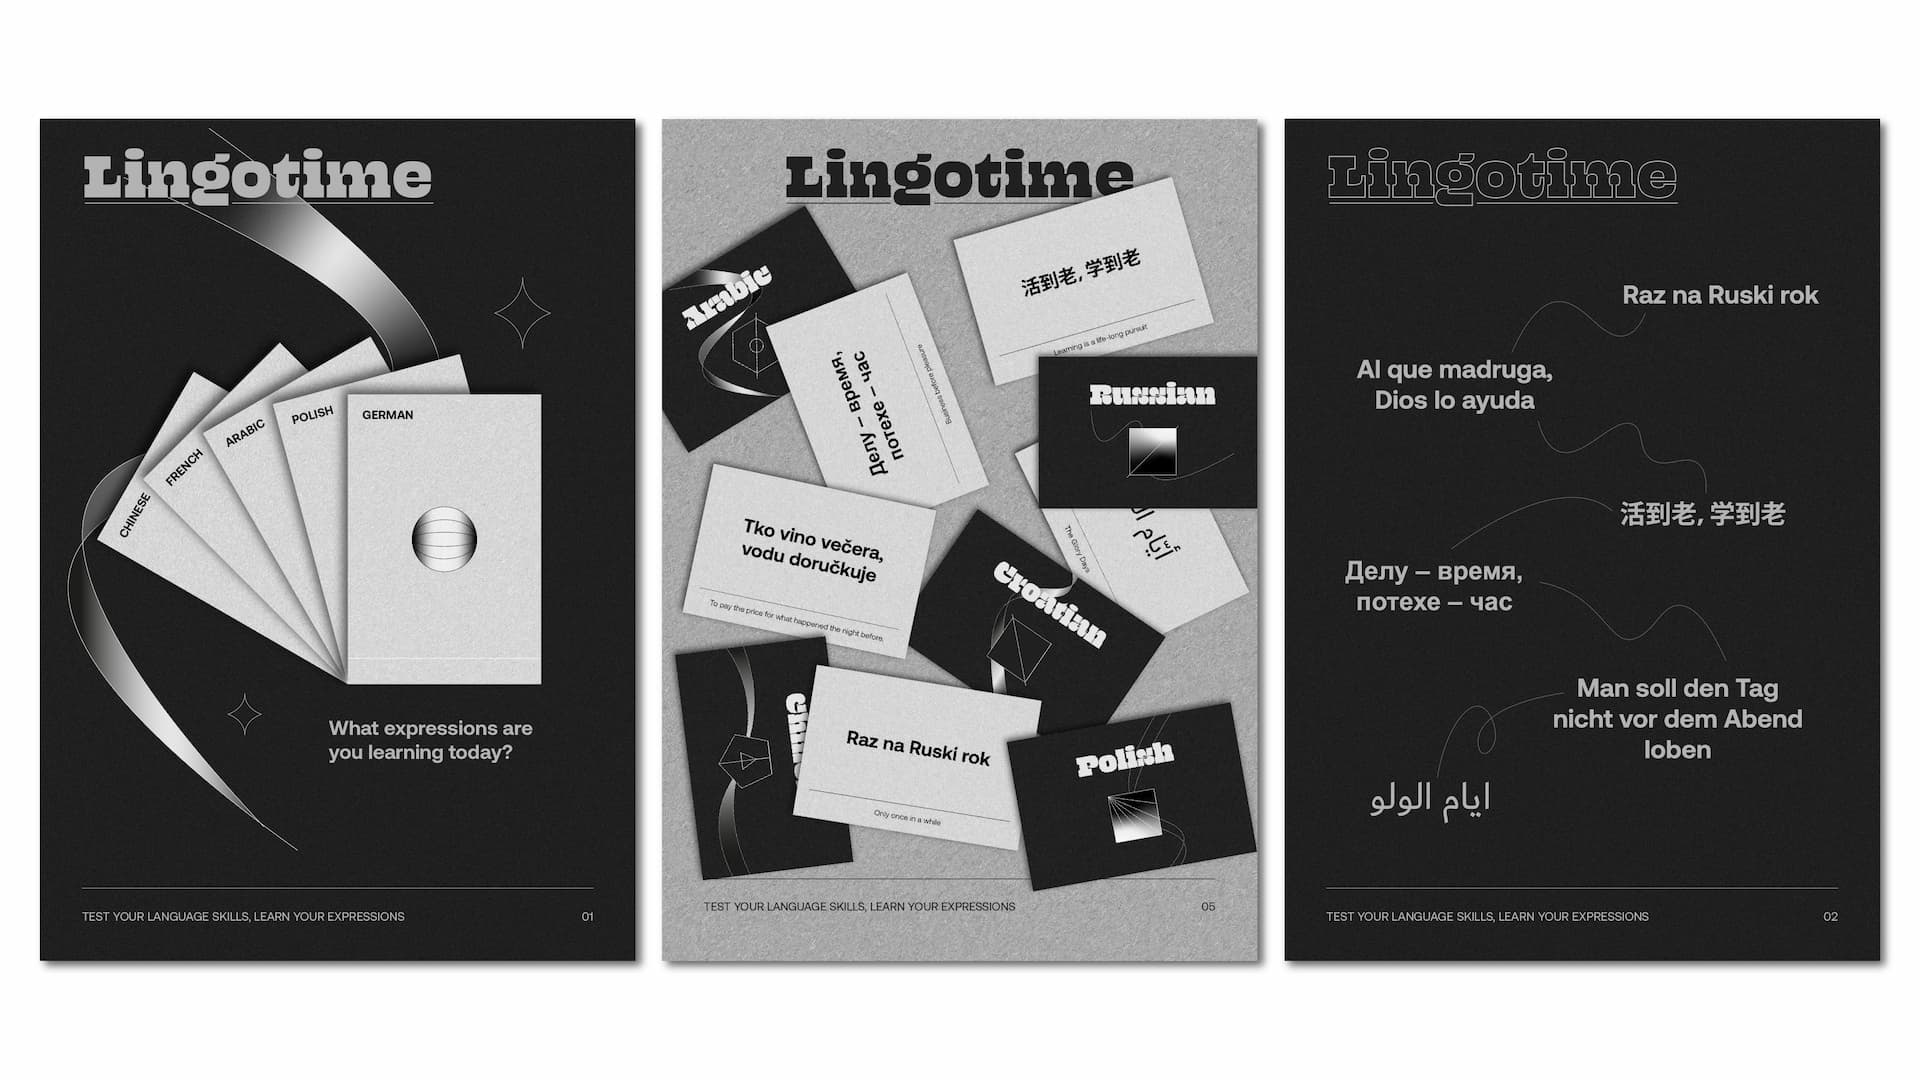 Lingotime
CHINESE
FRENCH
ARABIC
POLISH
GERMAN
What expressions are
you learning today?
TEST YOUR LANGUAGE SKILLS, LEARN YOUR EXPRESSIONS
01
Lingotime
Arabic
Делу – время,
потехе – час
Business before pleasure
活到老, 学到老
Learning is a life-long pursuit
Russian
The Glory Days
Tko vino večera,
vodu doručkuje
To pay the price for what happened the night before.
Croatian
Raz na Ruski rok
Only once in a while
Polish
TEST YOUR LANGUAGE SKILLS, LEARN YOUR EXPRESSIONS
05
Lingotime
Raz na Ruski rok
Al que madruga,
Dios lo ayuda
活到老, 学到老
Делу – время,
потехе – час
Man soll den Tag
nicht vor dem Abend
loben
ايام الولو
TEST YOUR LANGUAGE SKILLS, LEARN YOUR EXPRESSIONS
02